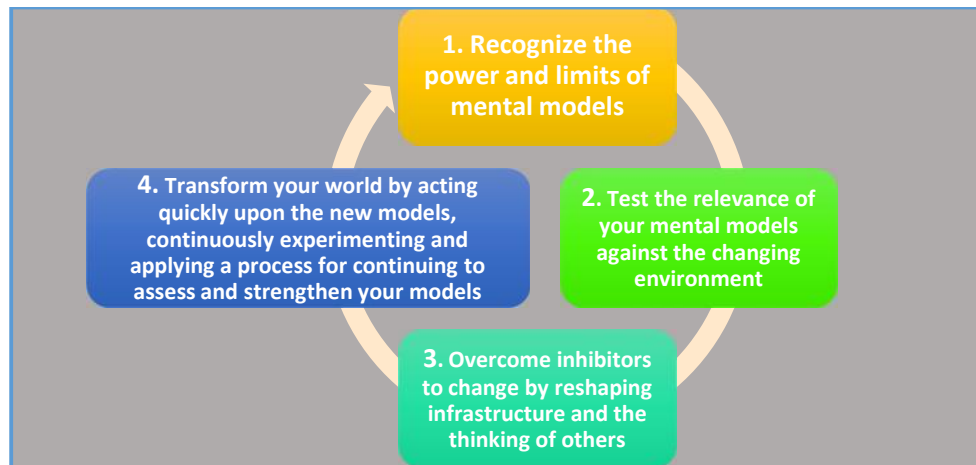 1. Recognize the
power and limits of
mental models
2. Test the relevance of
your mental models
against the changing
environment
3. Overcome inhibitors
to change by reshaping
infrastructure and the
thinking of others
4. Transform your world by acting
quickly upon the new models,
continuously experimenting and
applying a process for continuing to
assess and strengthen your models